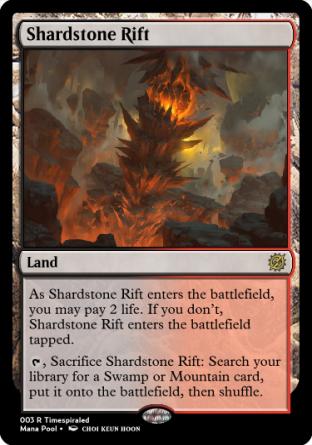 Shardstone Rift
Land
As Shardstone Rift enters the battlefield,
you may pay 2 life. If you don't,
Shardstone Rift enters the battlefield
tapped.
, Sacrifice Shardstone Rift: Search your
library for a Swamp or Mountain card,
put it onto the battlefield, then shuffle.
003 R Timespiraled
Mana Pool • CHOI KEUN HOON